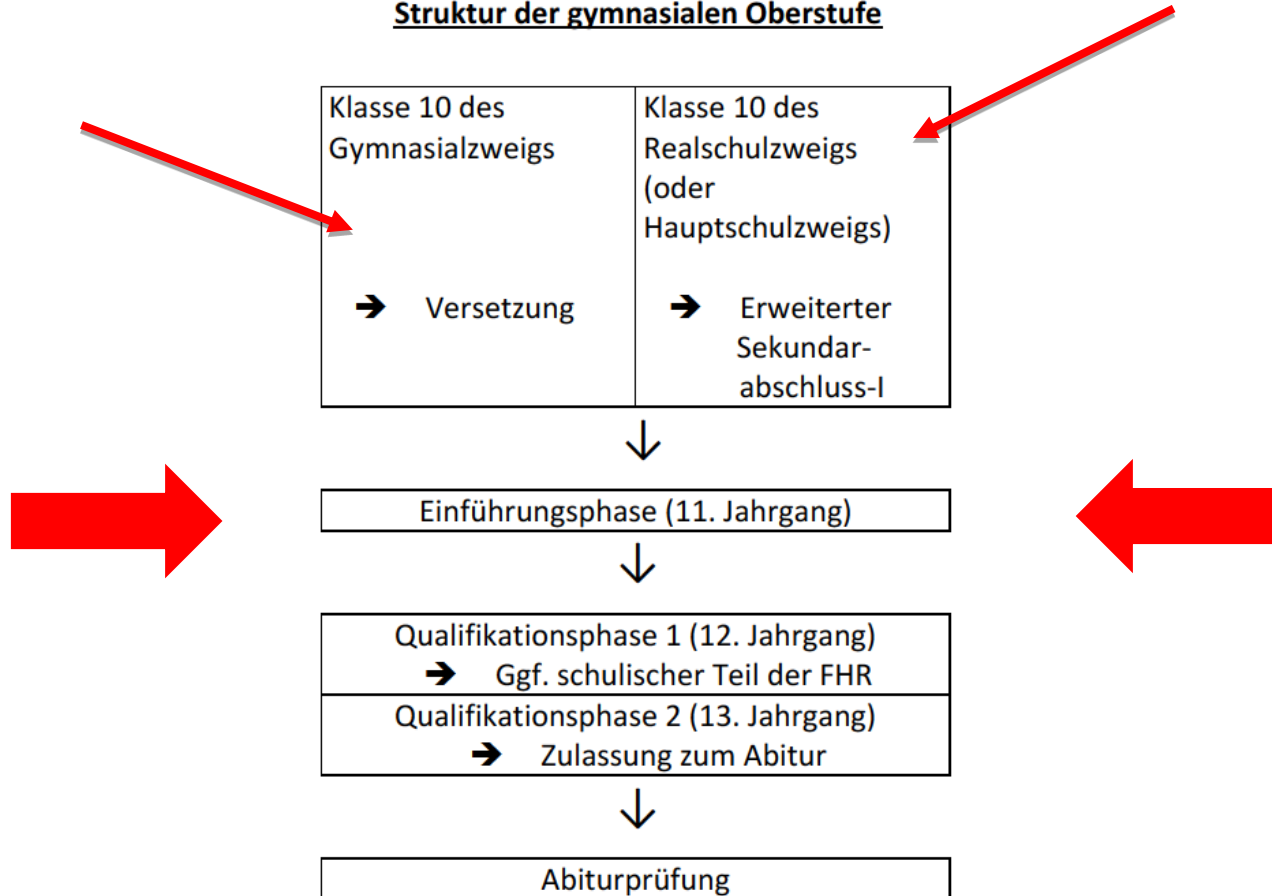 Struktur der gymnasialen Oberstufe
Klasse 10 des
Gymnasialzweigs
➔ Versetzung
Klasse 10 des
Realschulzweigs
(oder
Hauptschulzweigs)
➔ Erweiterter
Sekundar-
abschluss-I
↓
Einführungsphase (11. Jahrgang)
↓
Qualifikationsphase 1 (12. Jahrgang)
➔ Ggf. schulischer Teil der FHR
Qualifikationsphase 2 (13. Jahrgang)
➔ Zulassung zum Abitur
↓
Abiturprüfung